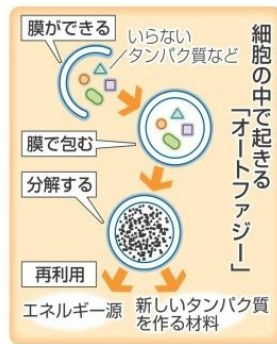 細胞の中で起きる
「オートファジー」
膜ができる
いらない
タンパク質など
膜で包む
分解する
再利用
エネルギー源
新しいタンパク質
を作る材料